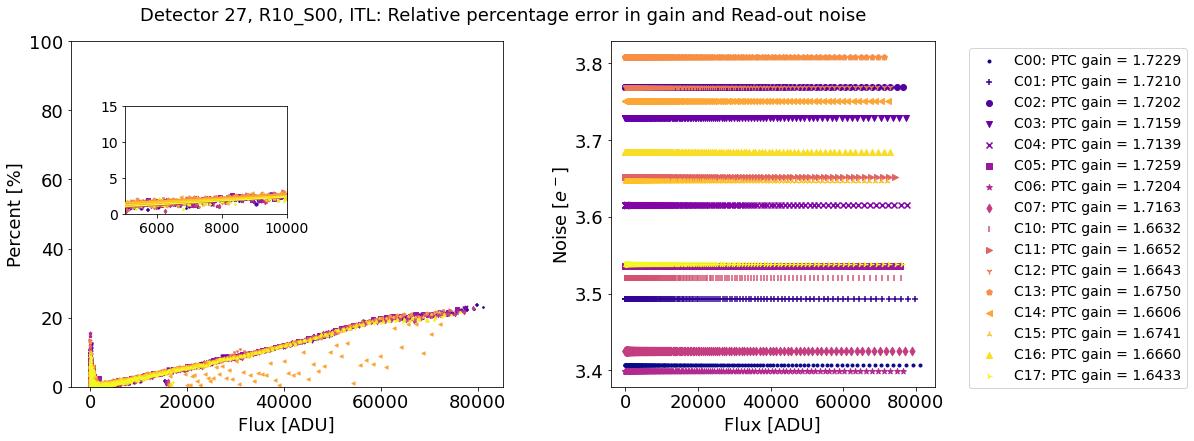 Detector 27, R10_S00, ITL: Relative percentage error in gain and Read-out noise
Percent [%]
100
80
60
40
20
0
15
10
5
0
6000 8000 10000
0 20000 40000 60000 80000
Flux [ADU]
Noise [e⁻]
3.8
3.7
3.6
3.5
3.4
0 20000 40000 60000 80000
Flux [ADU]
C00: PTC gain = 1.7229
C01: PTC gain = 1.7210
C02: PTC gain = 1.7202
C03: PTC gain = 1.7159
C04: PTC gain = 1.7139
C05: PTC gain = 1.7259
C06: PTC gain = 1.7204
C07: PTC gain = 1.7163
C10: PTC gain = 1.6632
C11: PTC gain = 1.6652
C12: PTC gain = 1.6643
C13: PTC gain = 1.6750
C14: PTC gain = 1.6606
C15: PTC gain = 1.6741
C16: PTC gain = 1.6660
C17: PTC gain = 1.6433